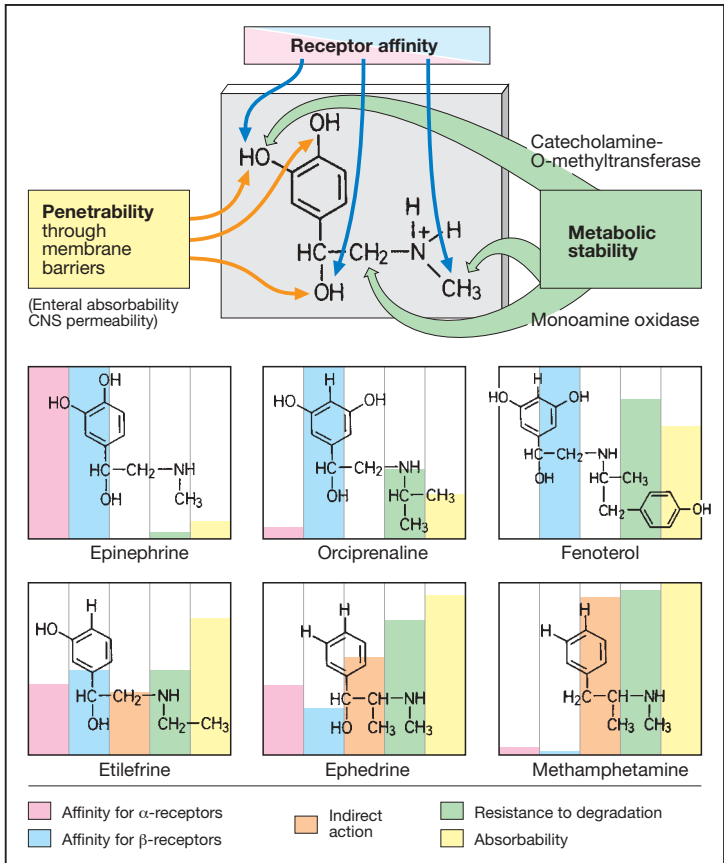 Receptor affinity
OH
HO
Catecholamine-
O-methyltransferase
Penetrability
through
membrane
barriers
(Enteral absorbability
CNS permeability)
H
+
H
HC—CH2—N
OH
CH3
Metabolic
stability
Monoamine oxidase
OH
HO
HC—CH2—NH
OH
CH3
Epinephrine
H
HO
OH
HC—CH2—NH
OH
HC—CH3
CH3
Orciprenaline
H
HO
OH
HC—CH2—NH
OH
HC—CH3
CH2
OH
Fenoterol
H
HO
HC—CH2—NH
OH
CH2—CH3
Etilefrine
H
H
HC—CH—NH
HO
CH3
CH3
Ephedrine
H
H
H2C—CH—NH
CH3
H3C
Methamphetamine
Affinity for α-receptors
Affinity for β-receptors
Indirect
action
Resistance to degradation
Absorbability